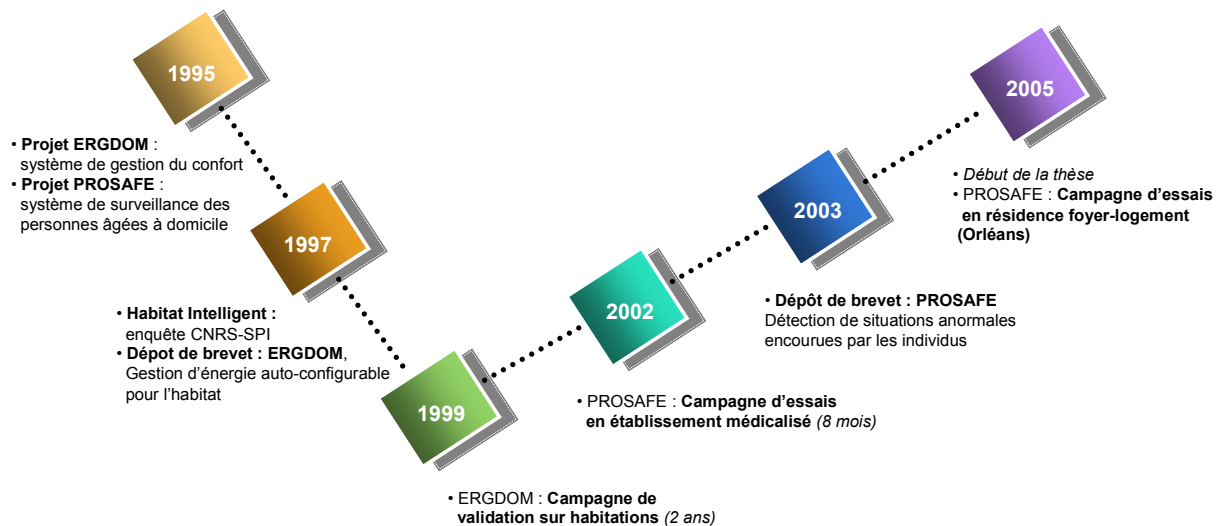 1995
• Projet ERGDOM :
système de gestion du confort
• Projet PROSAFE :
système de surveillance des
personnes âgées à domicile
1997
• Habitat Intelligent :
enquête CNRS-SPI
• Dépot de brevet : ERGDOM,
Gestion d’énergie auto-configurable
pour l’habitat
1999
• ERGDOM : Campagne de
validation sur habitations (2 ans)
2002
• PROSAFE : Campagne d’essais
en établissement médicalisé (8 mois)
2003
• Dépôt de brevet : PROSAFE
Détection de situations anormales
encourues par les individus
2005
• Début de la thèse
• PROSAFE : Campagne d’essais
en résidence foyer-logement
(Orléans)